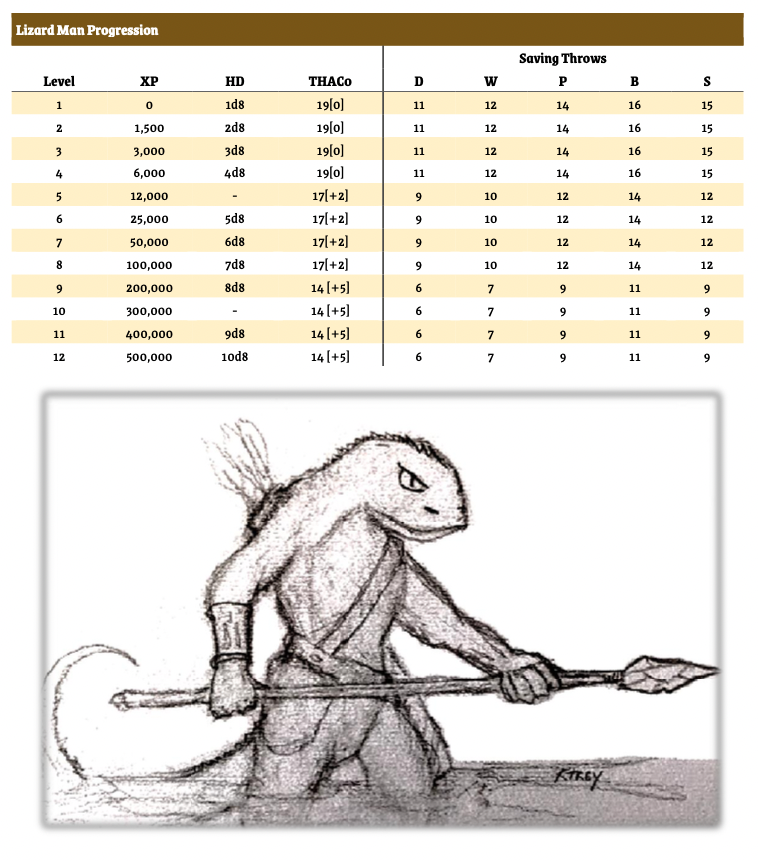 Lizard Man Progression
Saving Throws
Level XP HD THAC0 D W P B S
1 0 1d8 19[0] 11 12 14 16 15
2 1,500 2d8 19[0] 11 12 14 16 15
3 3,000 3d8 19[0] 11 12 14 16 15
4 6,000 4d8 19[0] 11 12 14 16 15
5 12,000 - 17[+2] 9 10 12 14 12
6 25,000 5d8 17[+2] 9 10 12 14 12
7 50,000 6d8 17[+2] 9 10 12 14 12
8 100,000 7d8 17[+2] 9 10 12 14 12
9 200,000 8d8 14 [+5] 6 7 9 11 9
10 300,000 - 14 [+5] 6 7 9 11 9
11 400,000 9d8 14 [+5] 6 7 9 11 9
12 500,000 10d8 14 [+5] 6 7 9 11 9